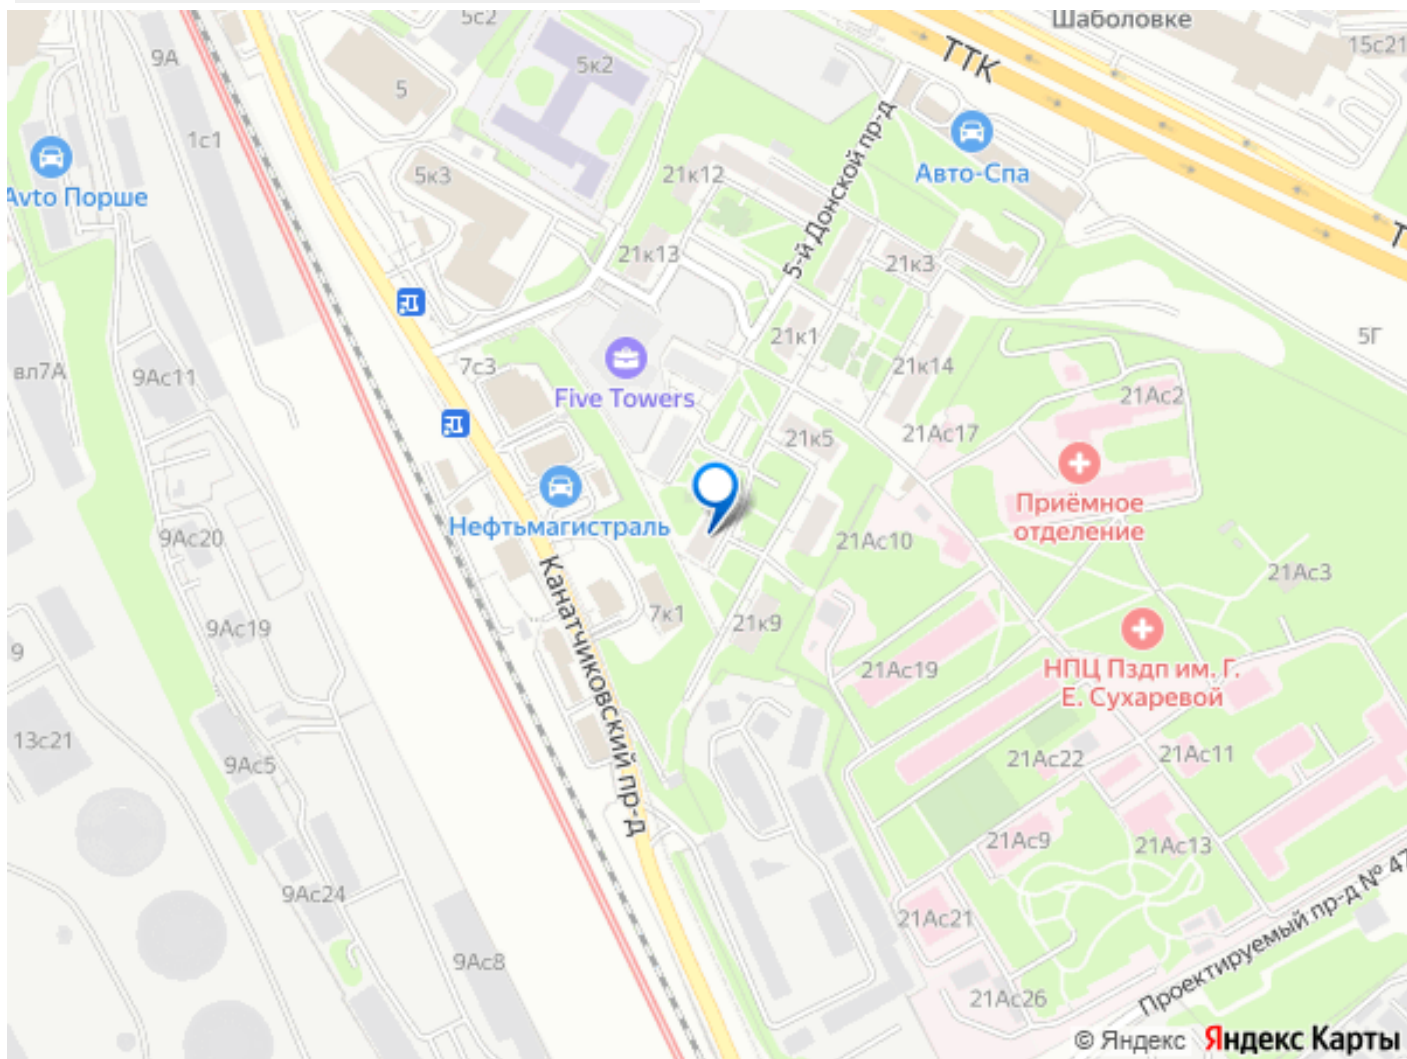 5с2
Шаболовке
15с21
9А
ТТК
5к2
5
1с1
5-й Донской пр-д
Авто-Спа
Avto Порше
5к3
21к12
21к13
21к3
Т
21к1
5Г
7с3
вл7А
9Ас11
Five Towers
21к14
21Ас2
21к5
21Ас17
Приёмное
отделение
Нефтьмагистраль
9Ас20
21Ас10
21Ас3
Канатчиковский пр-д
7к1
21к9
9Ас19
9
21Ас19
НПЦ Пздп им. Г.
Е. Сухаревой
13с21
9Ас5
21Ас22
21Ас11
21Ас9
21Ас13
9Ас24
21Ас21
Проектируемый пр-д № 47
9Ас8
21Ас26
© Яндекс Яндекс Карты